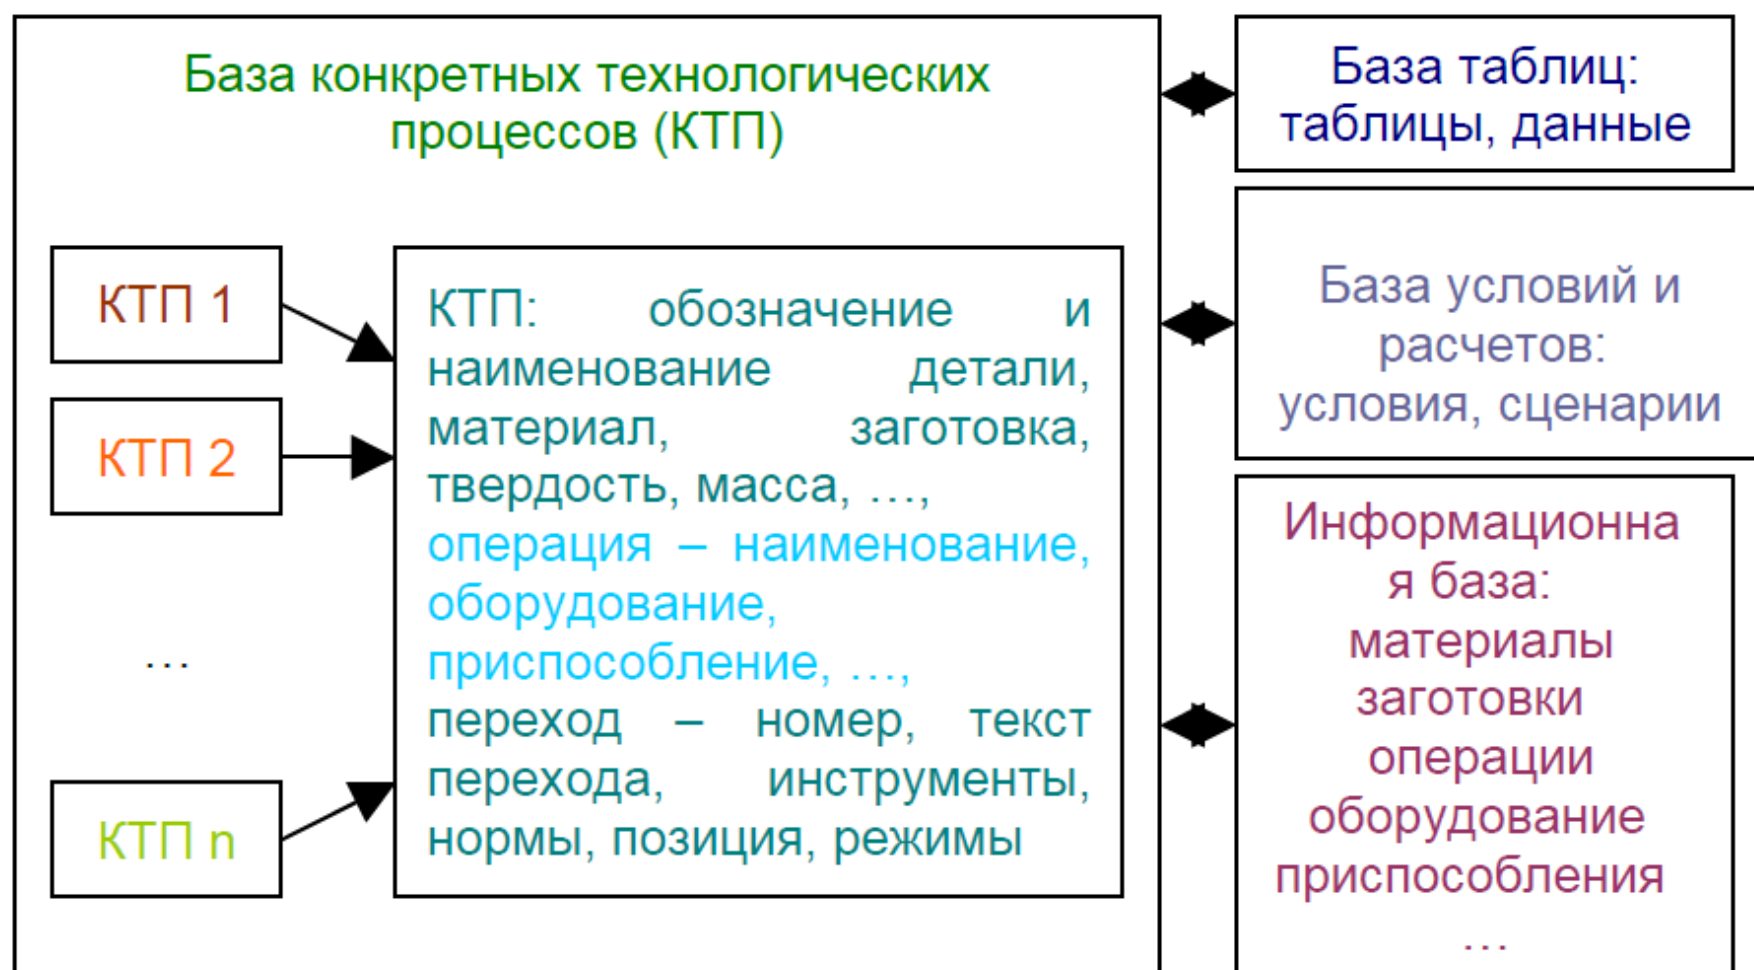 База конкретных технологических
процессов (КТП)
КТП 1
КТП 2
…
КТП n
КТП: обозначение и
наименование детали,
материал, заготовка,
твердость, масса, …,
операция – наименование,
оборудование,
приспособление, …,
переход – номер, текст
перехода, инструменты,
нормы, позиция, режимы
База таблиц:
таблицы, данные
База условий и
расчетов:
условия, сценарии
Информационна
я база:
материалы
заготовки
операции
оборудование
приспособления
…